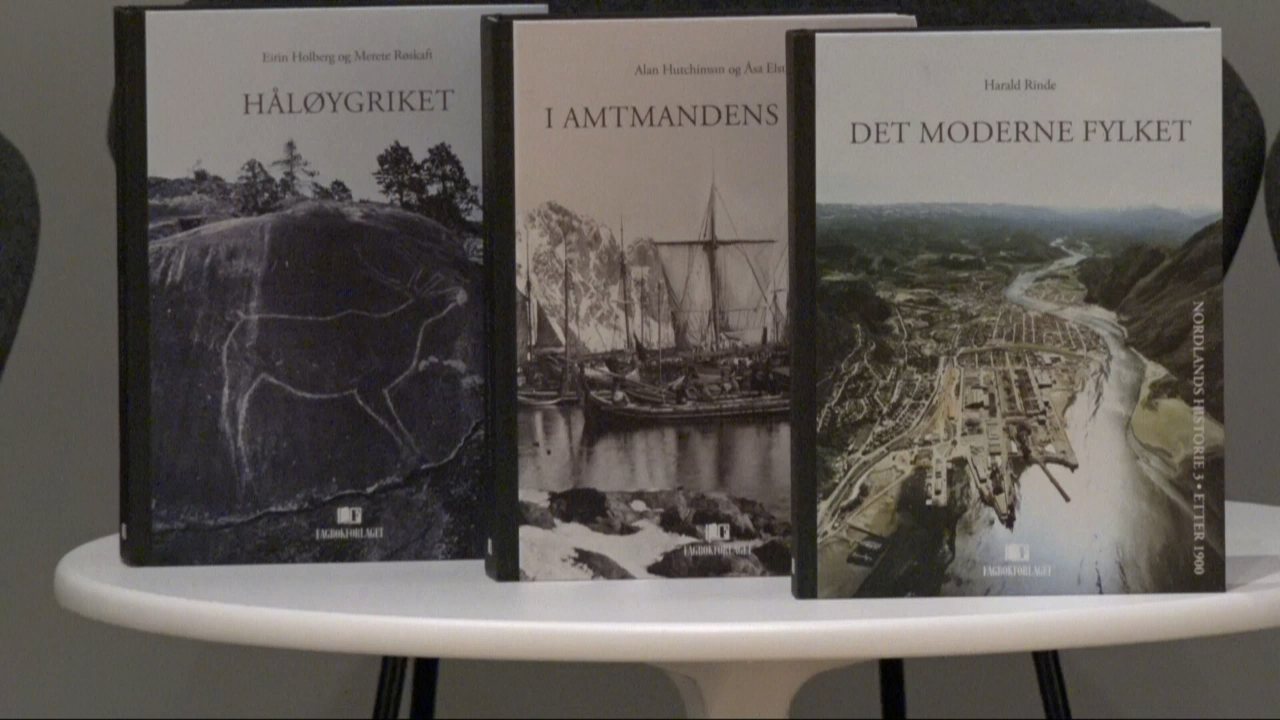 Eirin Holberg og Merete Røskaft
HÅLØYGRIKET
FAGBOKFORLAGET
Alan Hutchinson og Åsa Elst
I AMTMANDENS
FAGBOKFORLAGET
Harald Rinde
DET MODERNE FYLKET
NORDLANDS HISTORIE 3 • ETTER 1900
FAGBOKFORLAGET